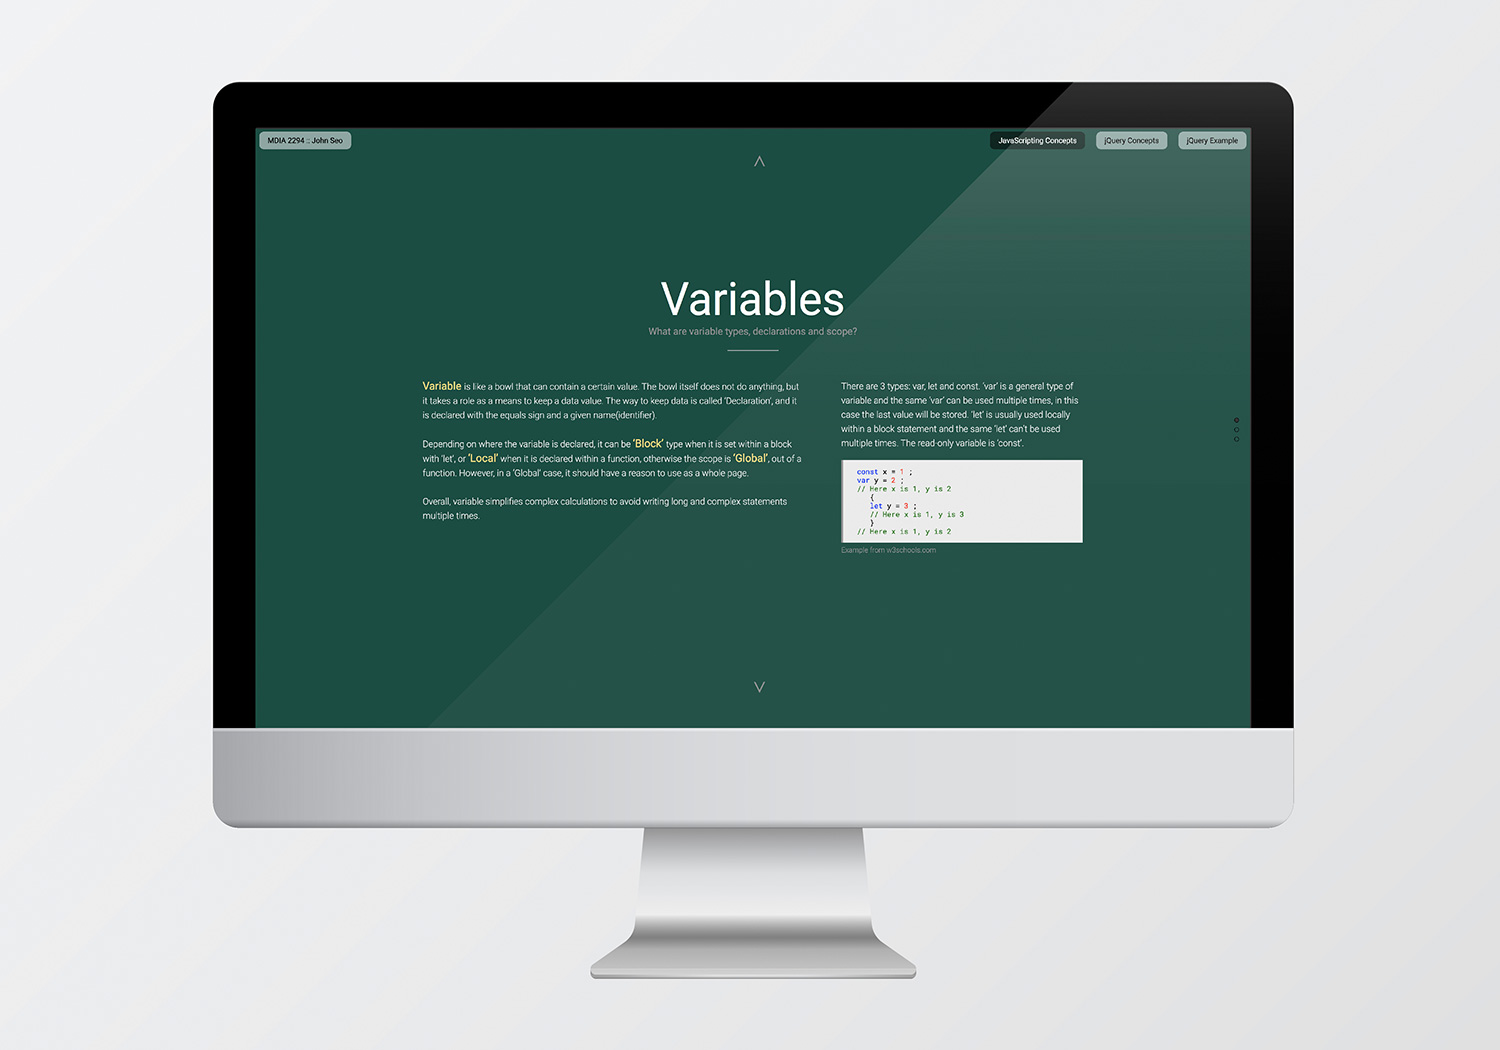 MDIA 2294 :: John Seo
JavaScripting Concepts
jQuery Concepts
jQuery Example
Variables
What are variable types, declarations and scope?
Variable is like a bowl that can contain a certain value. The bowl itself does not do anything, but
it takes a role as a means to keep a data value. The way to keep data is called 'Declaration', and it
is declared with the equals sign and a given name(identifier).
Depending on where the variable is declared, it can be 'Block' type when it is set within a block
with 'let', or 'Local' when it is declared within a function, otherwise the scope is 'Global', out of a
function. However, in a 'Global' case, it should have a reason to use as a whole page.
Overall, variable simplifies complex calculations to avoid writing long and complex statements
multiple times.
There are 3 types: var, let and const. 'var' is a general type of
variable and the same 'var' can be used multiple times, in this
case the last value will be stored. 'let' is usually used locally
within a block statement and the same 'let' can't be used
multiple times. The read-only variable is 'const'.
const x = 1 ;
var y = 2 ;
// Here x is 1, y is 2
{
let y = 3 ;
// Here x is 1, y is 3
}
// Here x is 1, y is 2
Example from w3schools.com